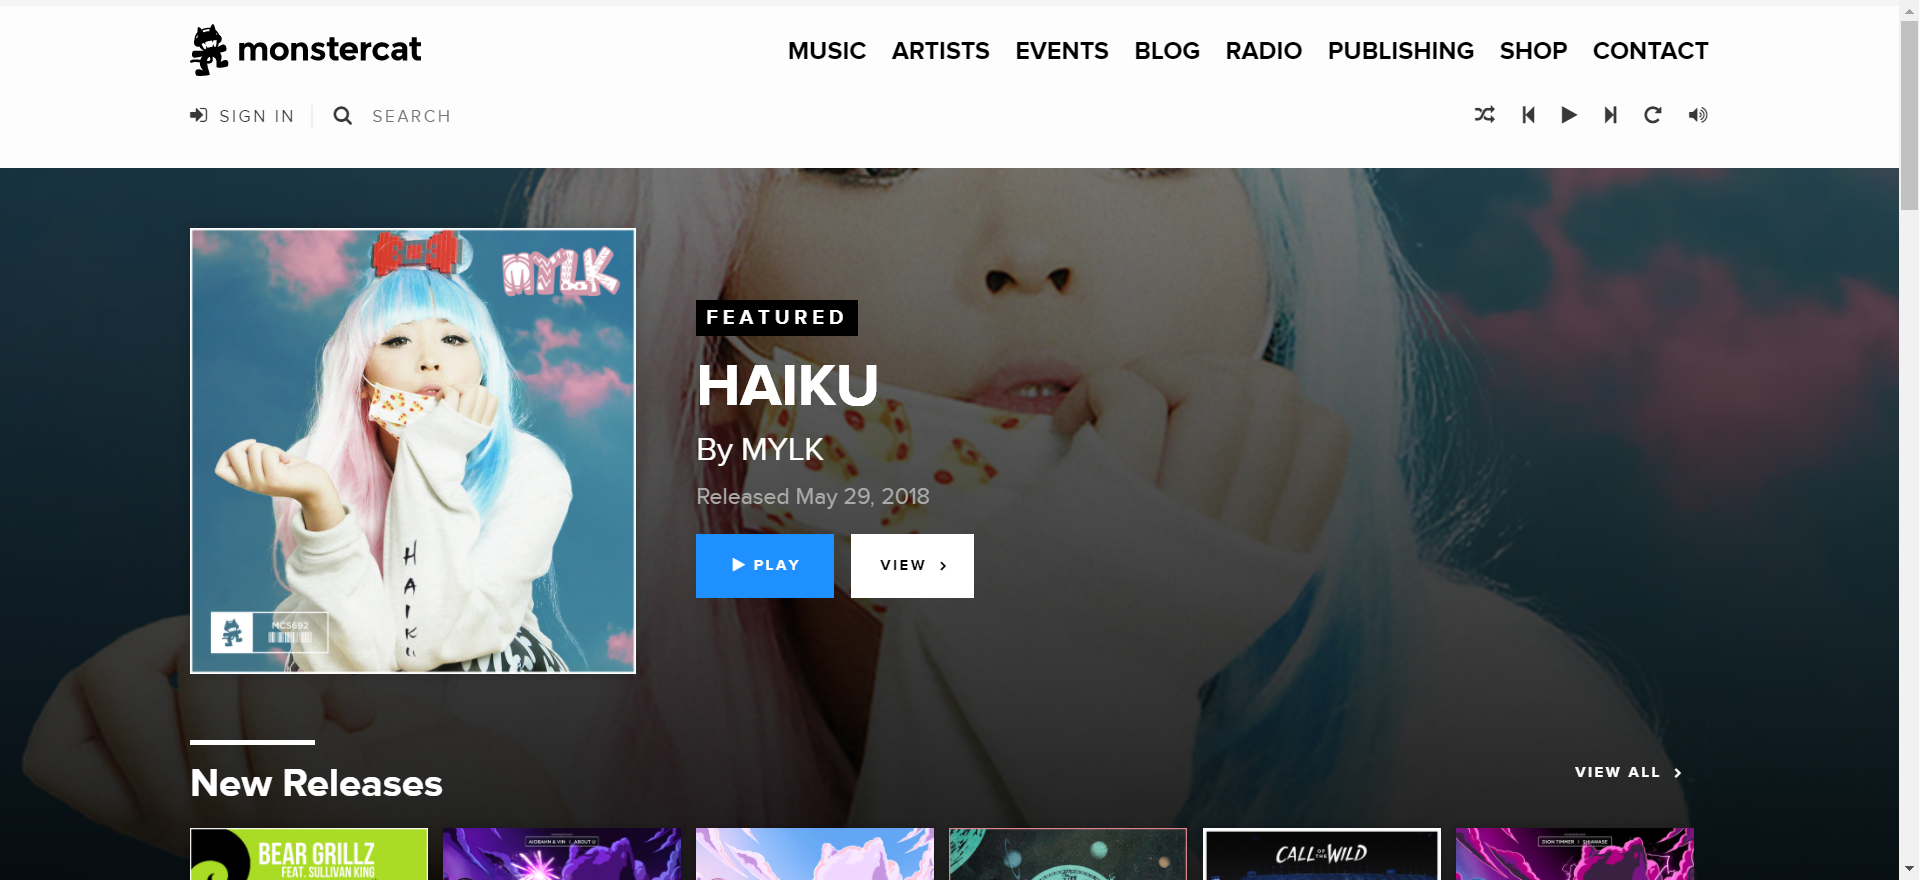 monstercat
MUSIC ARTISTS EVENTS BLOG RADIO PUBLISHING SHOP CONTACT
SIGN IN SEARCH
MYLK
HAIKU
MCS692
FEATURED
HAIKU
By MYLK
Released May 29, 2018
PLAY VIEW
New Releases
VIEW ALL
BEAR GRILLZ
FEAT. SULLIVAN KING
AIOBAHN & VIN | ABOUT U
CALL OF THE WILD
DION TIMMER | SHIAWASE